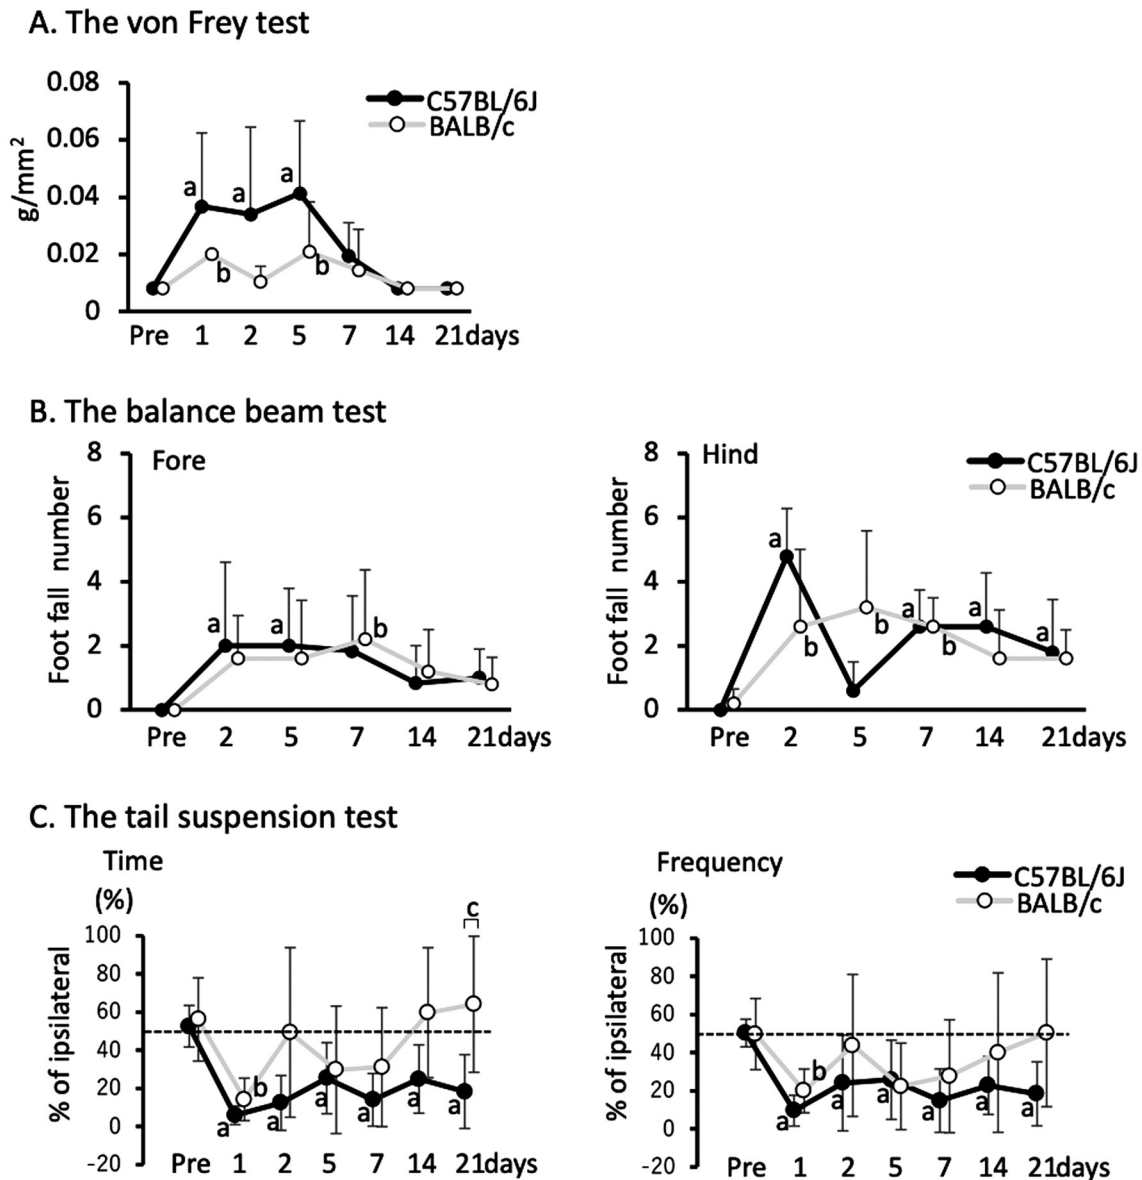 A. The von Frey test
g/mm²
0.08
0.06
0.04
0.02
0
C57BL/6J
BALB/c
a
a
a
b
b
Pre 1 2 5 7 14 21days
B. The balance beam test
Fore
Foot fall number
8
6
4
2
0
a
a
b
Pre 2 5 7 14 21days
Hind
Foot fall number
8
6
4
2
0
C57BL/6J
BALB/c
a
b
b
a
b
a
a
Pre 2 5 7 14 21days
C. The tail suspension test
Time
(%)
% of ipsilateral
100
80
60
40
20
0
-20
c
a
b
a
a
a
a
a
Pre 1 2 5 7 14 21days
Frequency
(%)
% of ipsilateral
100
80
60
40
20
0
-20
C57BL/6J
BALB/c
a
b
a
a
a
a
a
Pre 1 2 5 7 14 21days